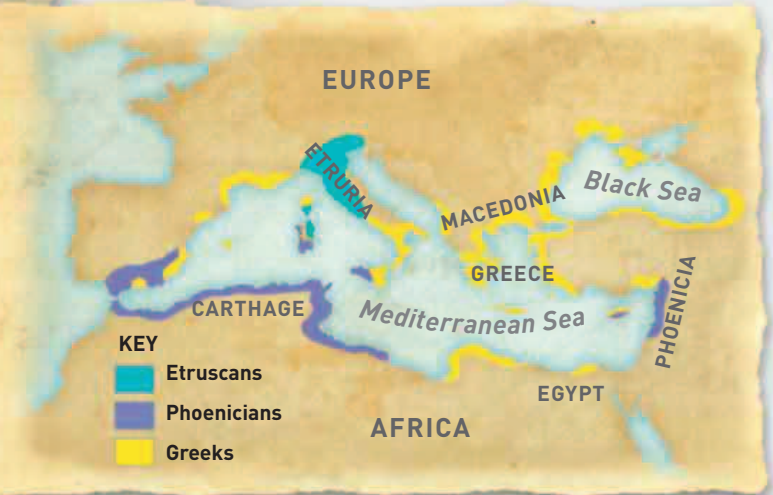 EUROPE
ETRURIA
MACEDONIA
Black Sea
GREECE
CARTHAGE
Mediterranean Sea
PHOENICIA
KEY
Etruscans
Phoenicians
Greeks
EGYPT
AFRICA